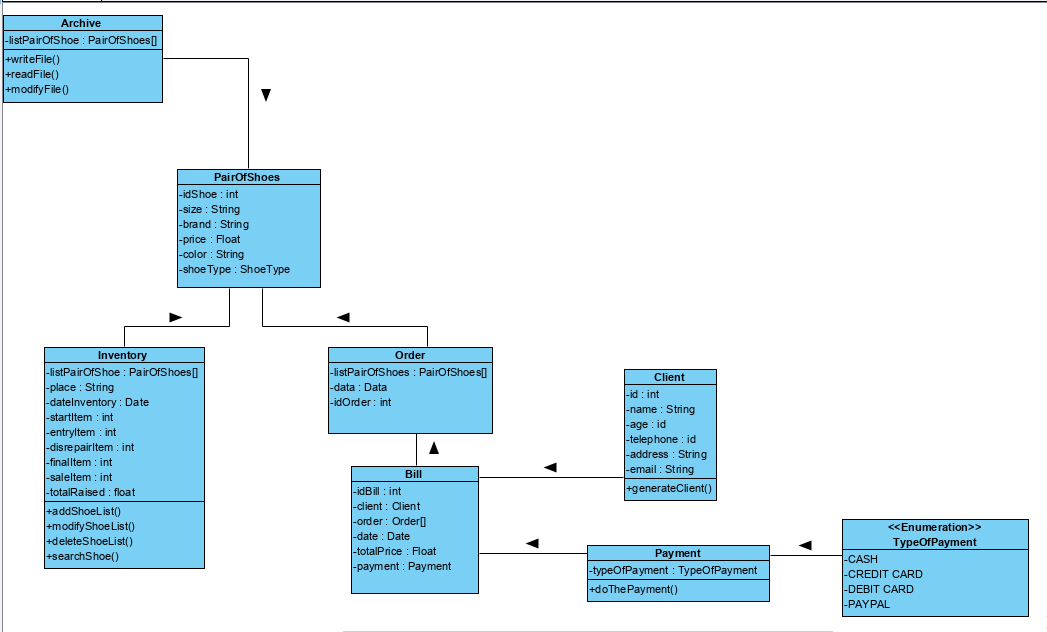 Archive
-listPairOfShoe : PairOfShoes[]
+writeFile()
+readFile()
+modifyFile()
PairOfShoes
-idShoe : int
-size : String
-brand : String
-price : Float
-color : String
-shoeType : ShoeType
Inventory
-listPairOfShoe : PairOfShoes[]
-place : String
-dateInventory : Date
-startItem : int
-entryItem : int
-disrepairItem : int
-finalItem : int
-saleItem : int
-totalRaised : float
+addShoeList()
+modifyShoeList()
+deleteShoeList()
+searchShoe()
Order
-listPairOfShoes : PairOfShoes[]
-data : Data
-idOrder : int
Client
-id : int
-name : String
-age : id
-telephone : id
-address : String
-email : String
+generateClient()
Bill
-idBill : int
-client : Client
-order : Order[]
-date : Date
-totalPrice : Float
-payment : Payment
Payment
-typeOfPayment : TypeOfPayment
+doThePayment()
<<Enumeration>>
TypeOfPayment
-CASH
-CREDIT CARD
-DEBIT CARD
-PAYPAL